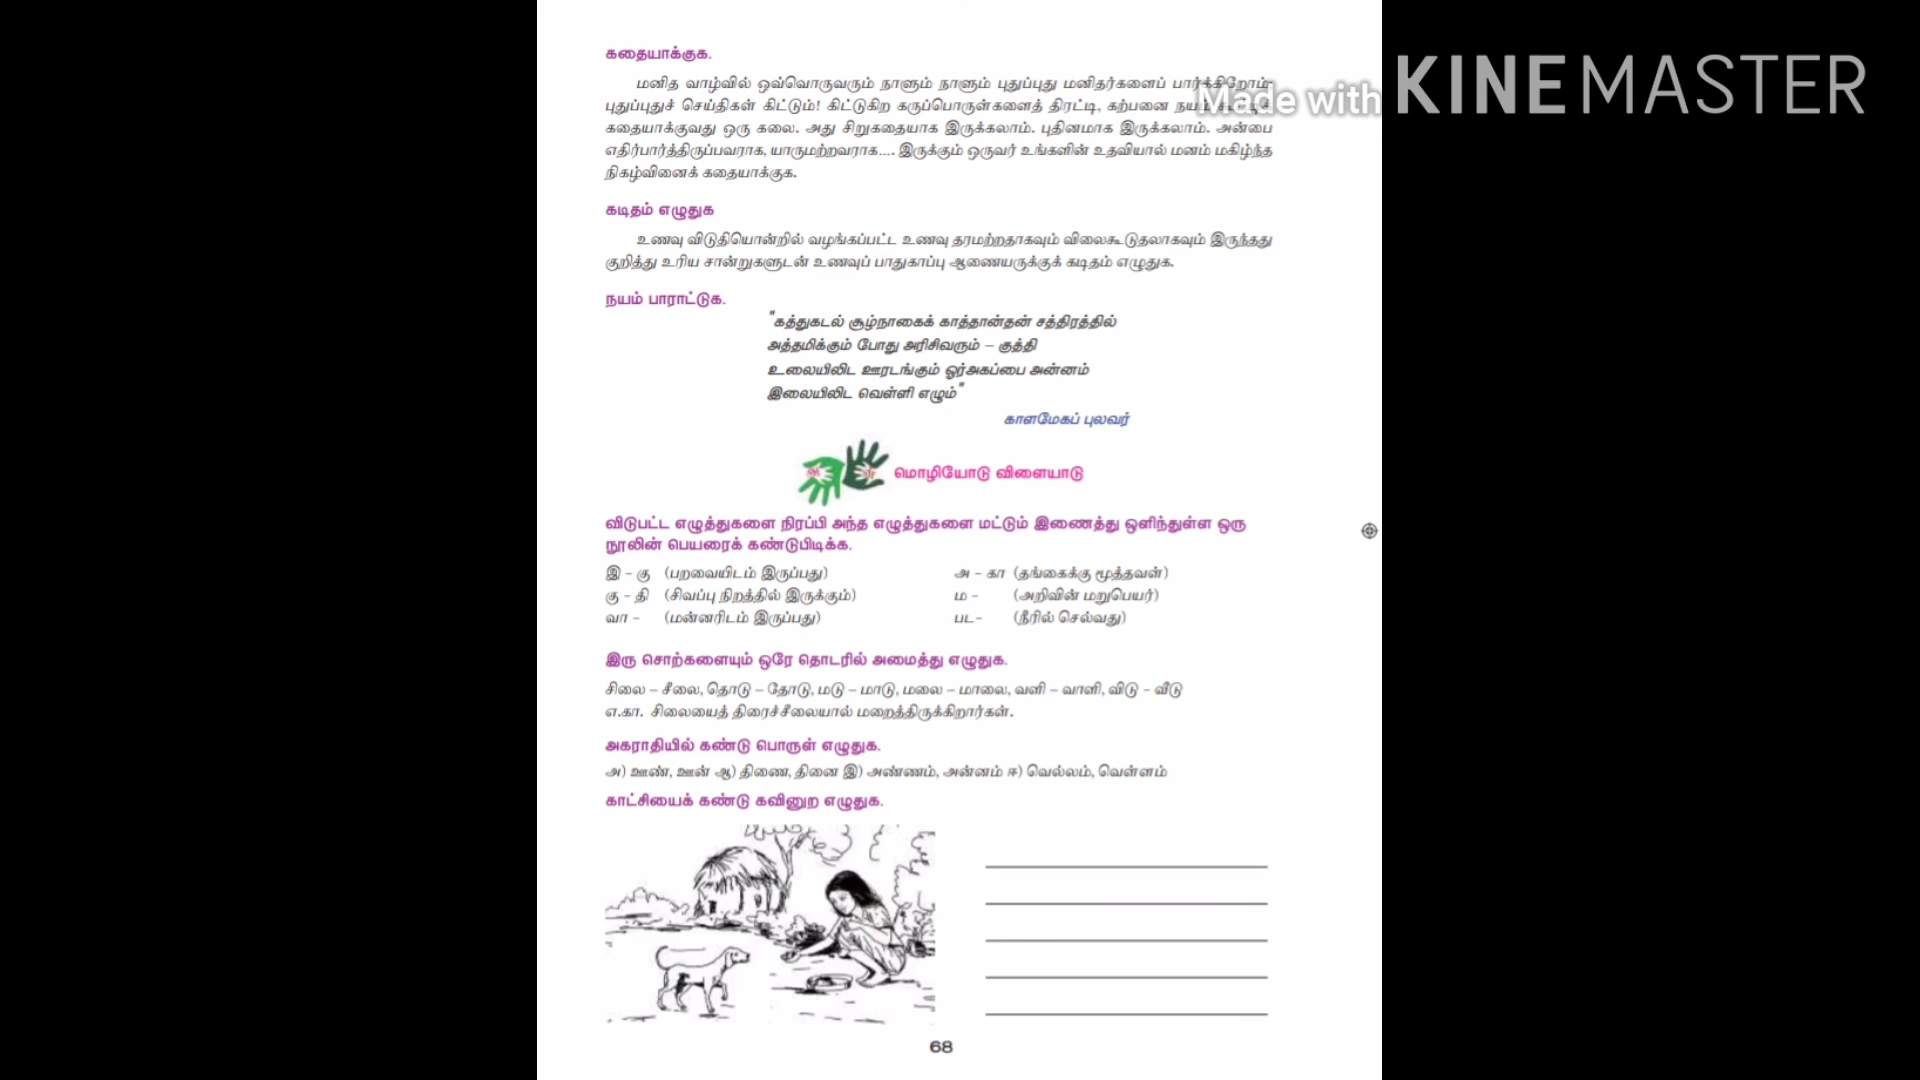 கதையாக்குக.
Made with KINEMASTER
மனித வாழ்வில் ஒவ்வொருவரும் நாளும் நாளும் புதுப்புது மனிதர்களைப் பார்க்கிறோம்.
புதுப்புதுச் செய்திகள் கிட்டும்! கிட்டுகிற கருப்பொருள்களைத் திரட்டி, கற்பனை நயம்
கதையாக்குவது ஒரு கலை. அது சிறுகதையாக இருக்கலாம். புதினமாக இருக்கலாம். அன்பை
எதிர்பார்த்திருப்பவராக, யாருமற்றவராக.... இருக்கும் ஒருவர் உங்களின் உதவியால் மனம் மகிழ்ந்த
நிகழ்வினைக் கதையாக்குக.
கடிதம் எழுதுக
உணவு விடுதியொன்றில் வழங்கப்பட்ட உணவு தரமற்றதாகவும் விலைகூடுதலாகவும் இருந்தது
குறித்து உரிய சான்றுகளுடன் உணவுப் பாதுகாப்பு ஆணையருக்குக் கடிதம் எழுதுக.
நயம் பாராட்டுக.
"கத்துகடல் சூழ்நாகைக் காத்தான்தன் சத்திரத்தில்
அத்தமிக்கும் போது அரிசிவரும் – குத்தி
உலையிலிட ஊரடங்கும் ஓர்அகப்பை அன்னம்
இலையிலிட வெள்ளி எழும்"
காளமேகப் புலவர்
மொழியோடு விளையாடு
விடுபட்ட எழுத்துகளை நிரப்பி அந்த எழுத்துகளை மட்டும் இணைத்து ஒளிந்துள்ள ஒரு
நூலின் பெயரைக் கண்டுபிடிக்க.
இ – கு (பறவையிடம் இருப்பது) அ – கா (தங்கைக்கு மூத்தவள்)
கு – தி (சிவப்பு நிறத்தில் இருக்கும்) ம – (அறிவின் மறுபெயர்)
வா – (மன்னரிடம் இருப்பது) பட– (நீரில் செல்வது)
இரு சொற்களையும் ஒரே தொடரில் அமைத்து எழுதுக.
சிலை – சீலை, தொடு – தோடு, மடு – மாடு, மலை – மாலை, வளி – வாளி, விடு – வீடு
எ.கா. சிலையைத் திரைச்சீலையால் மறைத்திருக்கிறார்கள்.
அகராதியில் கண்டு பொருள் எழுதுக.
அ) ஊண், ஊன் ஆ) திணை, தினை இ) அண்ணம், அன்னம் ஈ) வெல்லம், வெள்ளம்
காட்சியைக் கண்டு கவினுற எழுதுக.
68